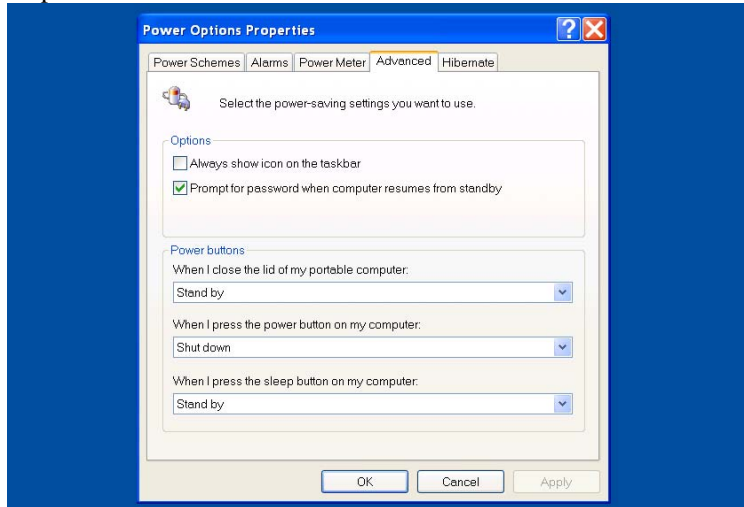 Power Options Properties
Power Schemes Alarms Power Meter Advanced Hibernate
Select the power-saving settings you want to use.
Options
Always show icon on the taskbar
Prompt for password when computer resumes from standby
Power buttons
When I close the lid of my portable computer:
Stand by
When I press the power button on my computer:
Shut down
When I press the sleep button on my computer:
Stand by
OK Cancel Apply